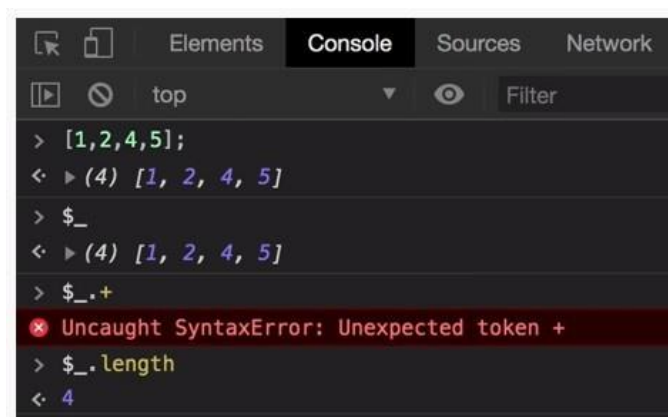 Elements Console Sources Network
top Filter
> [1,2,4,5];
(4) [1, 2, 4, 5]
> $_
(4) [1, 2, 4, 5]
> $_.+
Uncaught SyntaxError: Unexpected token +
> $_.length
4